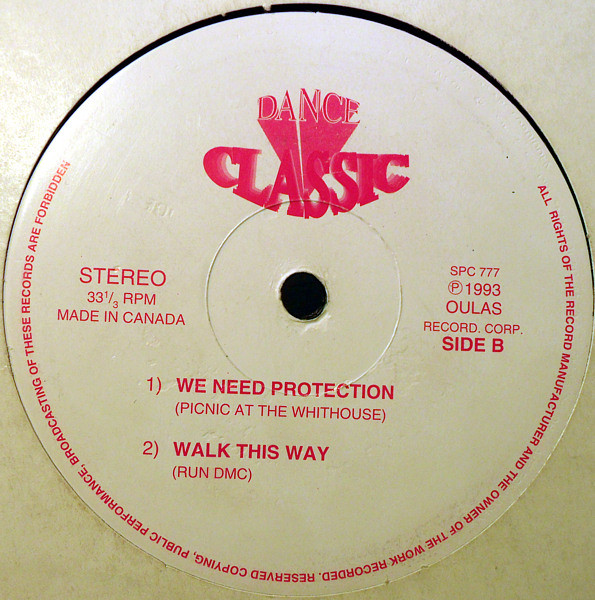 DANCE
CLASSIC
STEREO
33 1/3 RPM
MADE IN CANADA
SPC 777
℗ 1993
OULAS
RECORD. CORP.
SIDE B
1) WE NEED PROTECTION
(PICNIC AT THE WHITHOUSE)
2) WALK THIS WAY
(RUN DMC)
ALL RIGHTS OF THE RECORD MANUFACTURER AND THE OWNER OF THE WORK RECORDED. RESERVED COPYING, PUBLIC PERFORMANCE, BROADCASTING OF THESE RECORDS ARE FORBIDDEN